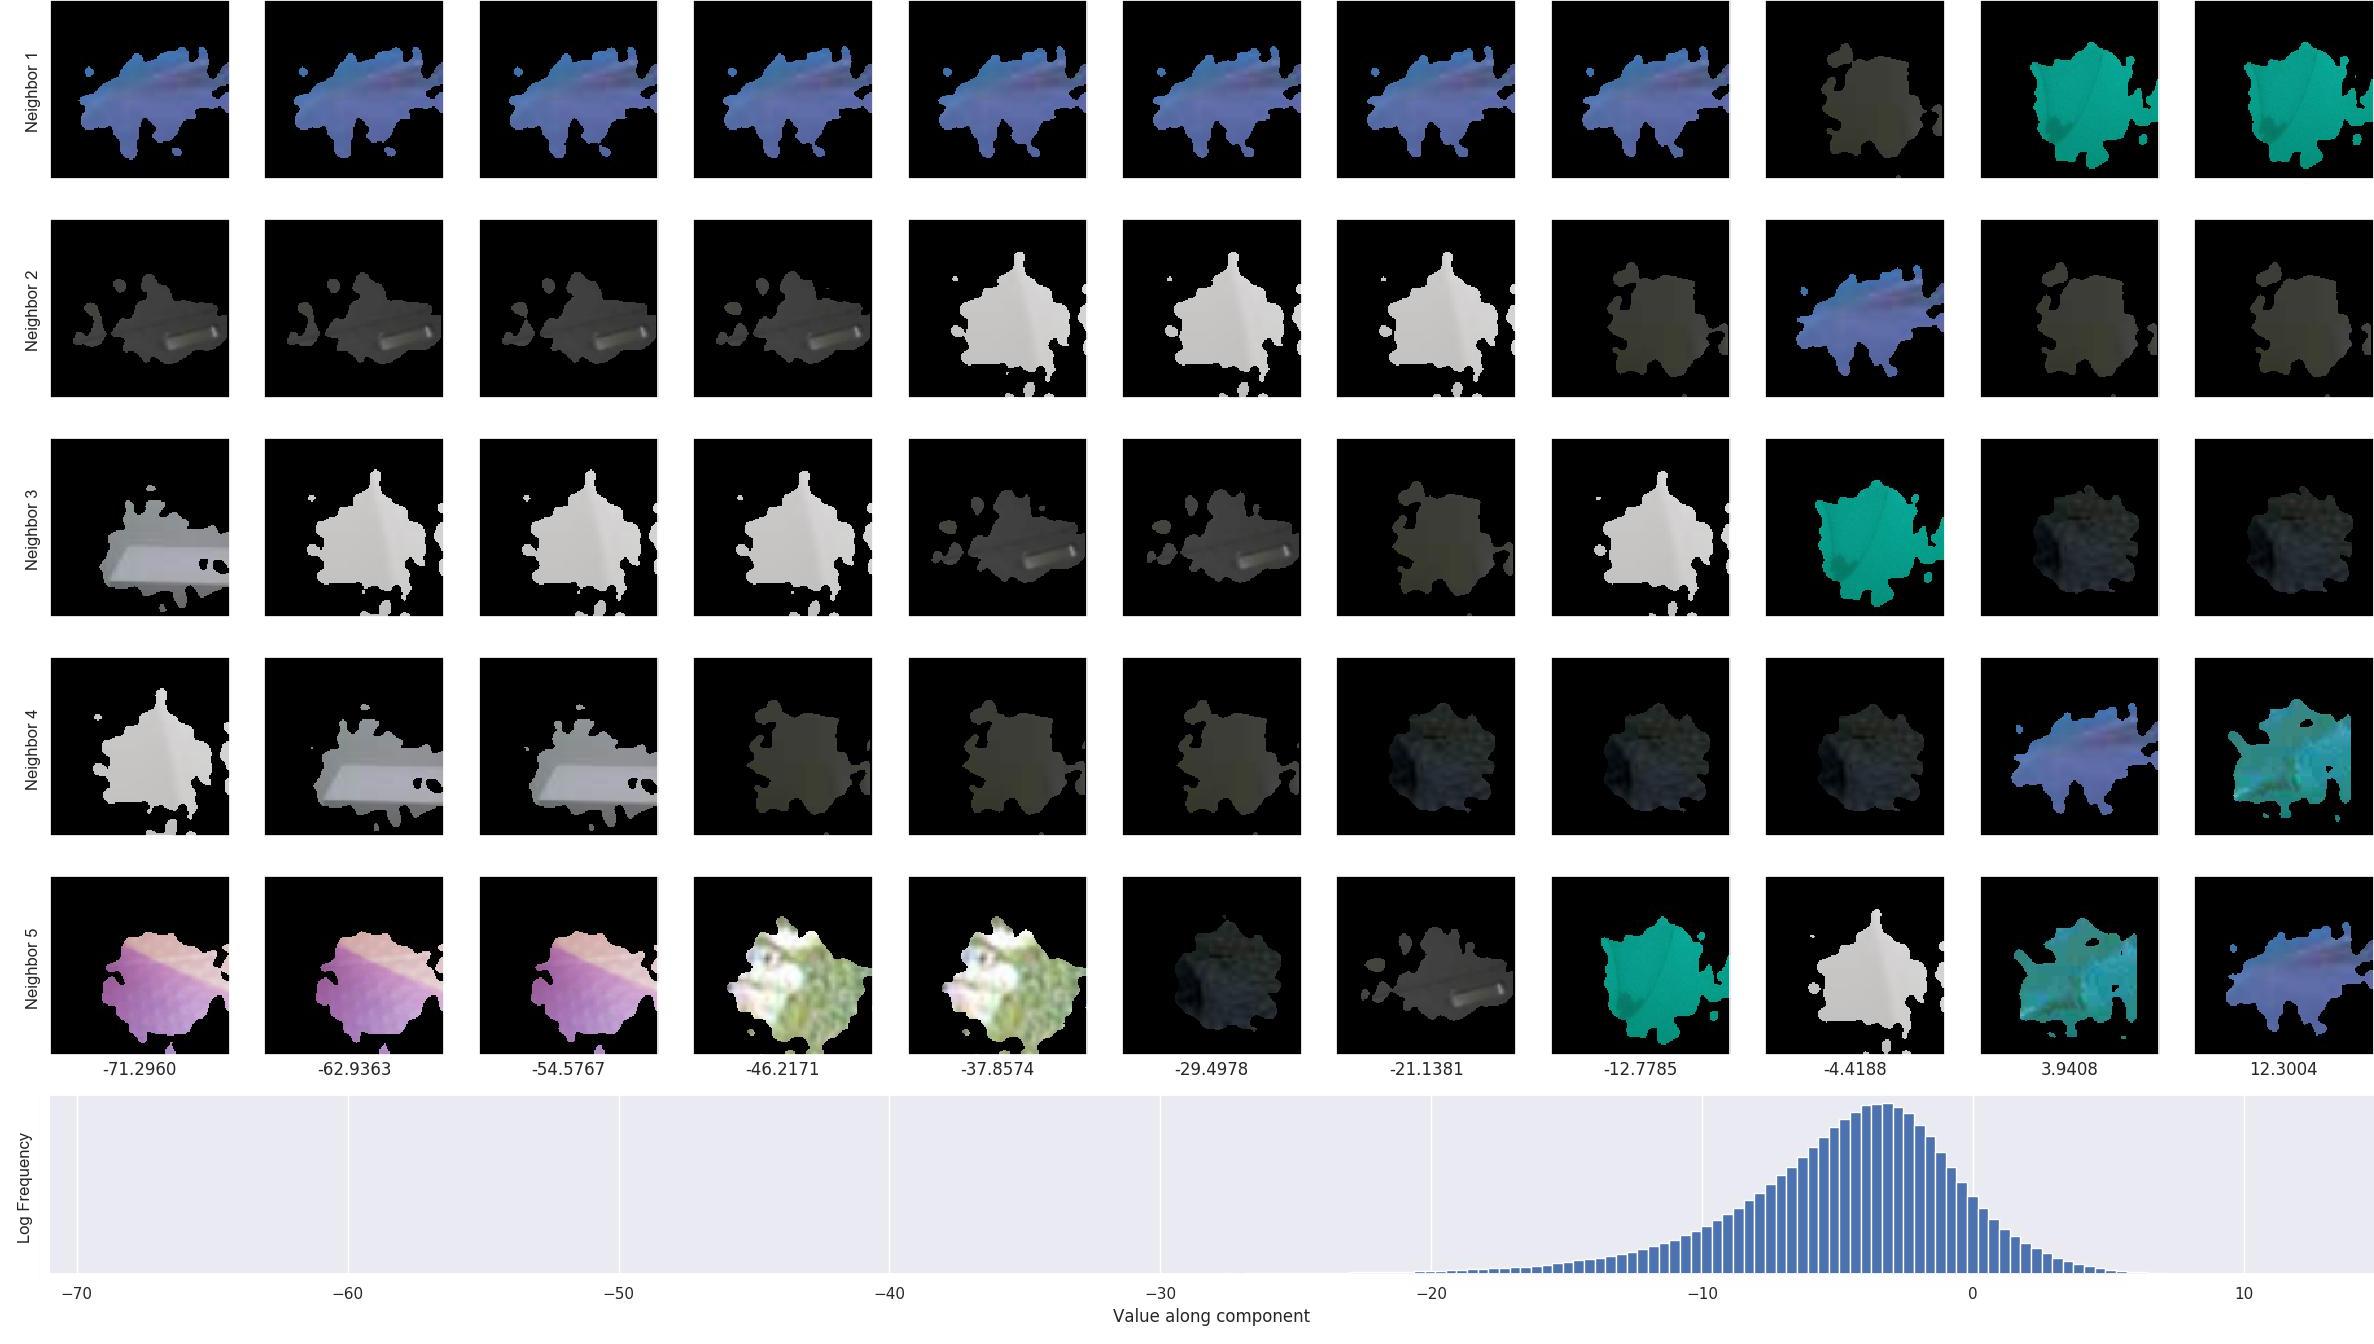 Neighbor 1
Neighbor 2
Neighbor 3
Neighbor 4
Neighbor 5
-71.2960 -62.9363 -54.5767 -46.2171 -37.8574 -29.4978 -21.1381 -12.7785 -4.4188 3.9408 12.3004
Log Frequency
−70 −60 −50 −40 −30 −20 −10 0 10
Value along component